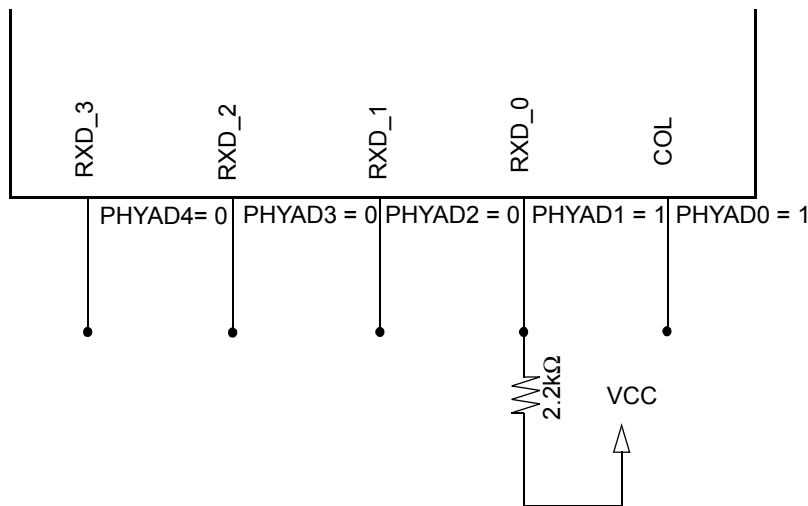 RXD_3
RXD_2
RXD_1
RXD_0
COL
PHYAD4= 0
PHYAD3 = 0
PHYAD2 = 0
PHYAD1 = 1
PHYAD0 = 1
2.2kΩ
VCC